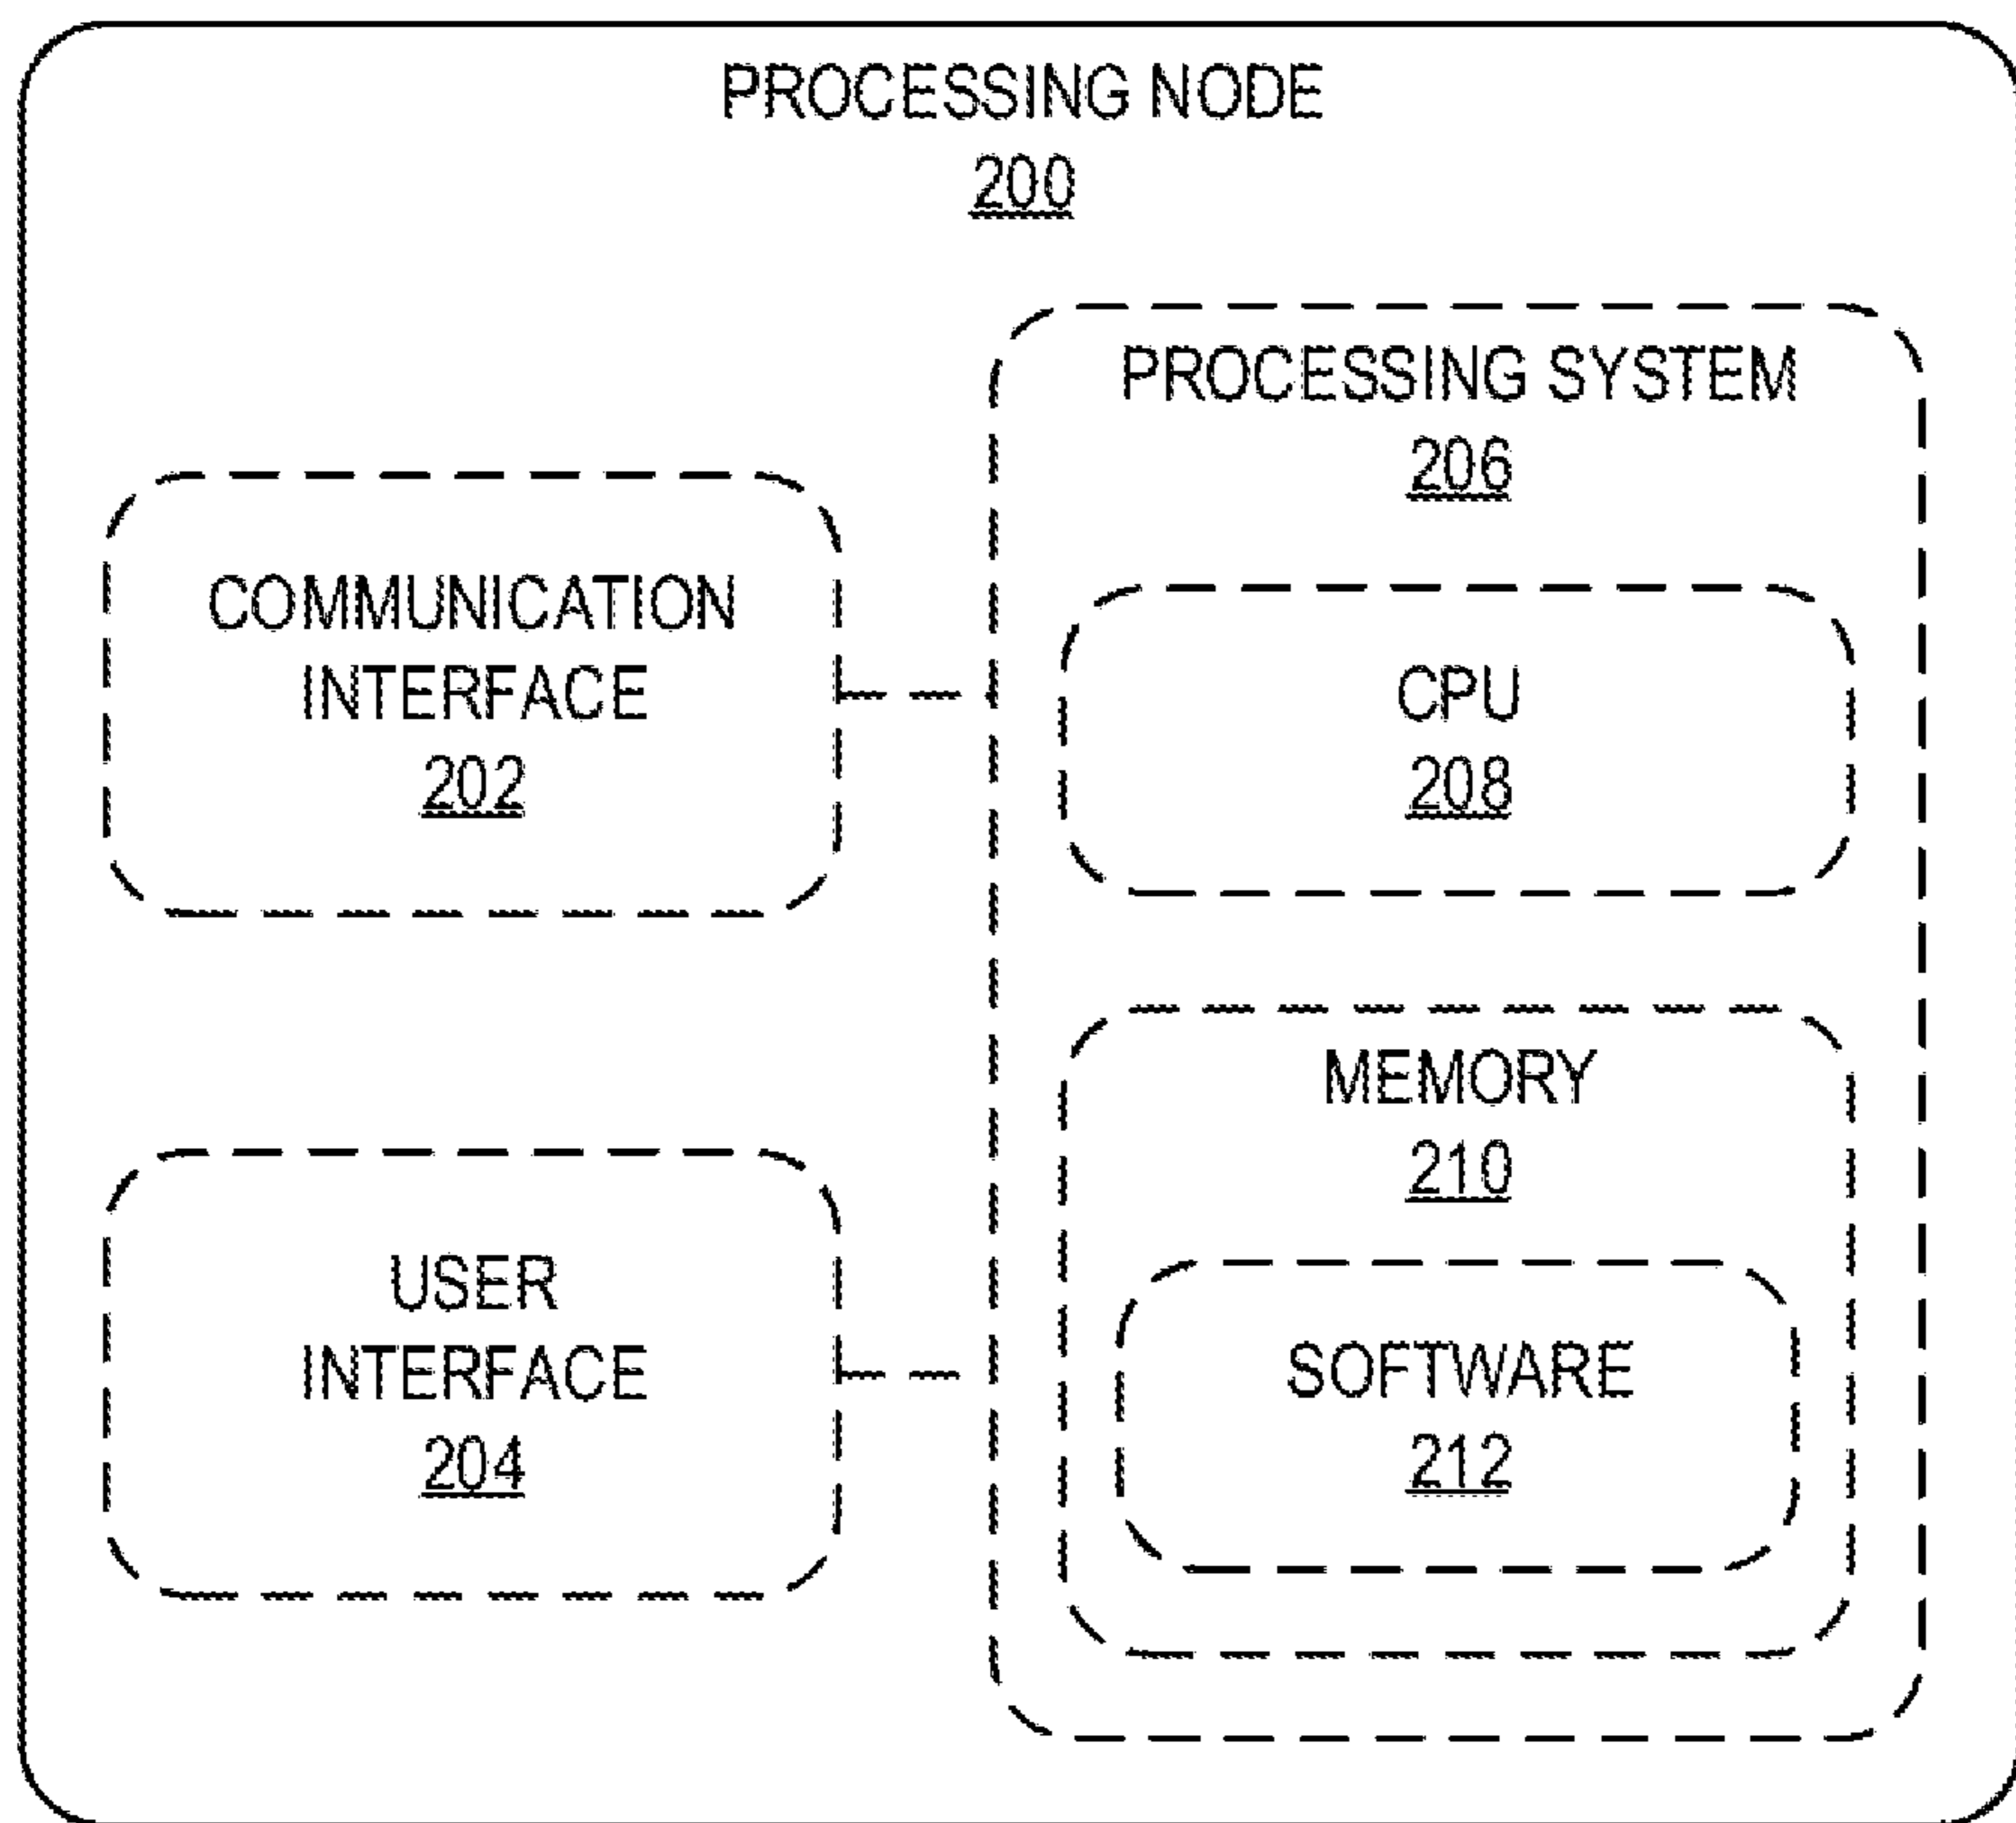 PROCESSING NODE
200
PROCESSING SYSTEM
206
COMMUNICATION
INTERFACE
202
CPU
208
MEMORY
210
USER
INTERFACE
204
SOFTWARE
212